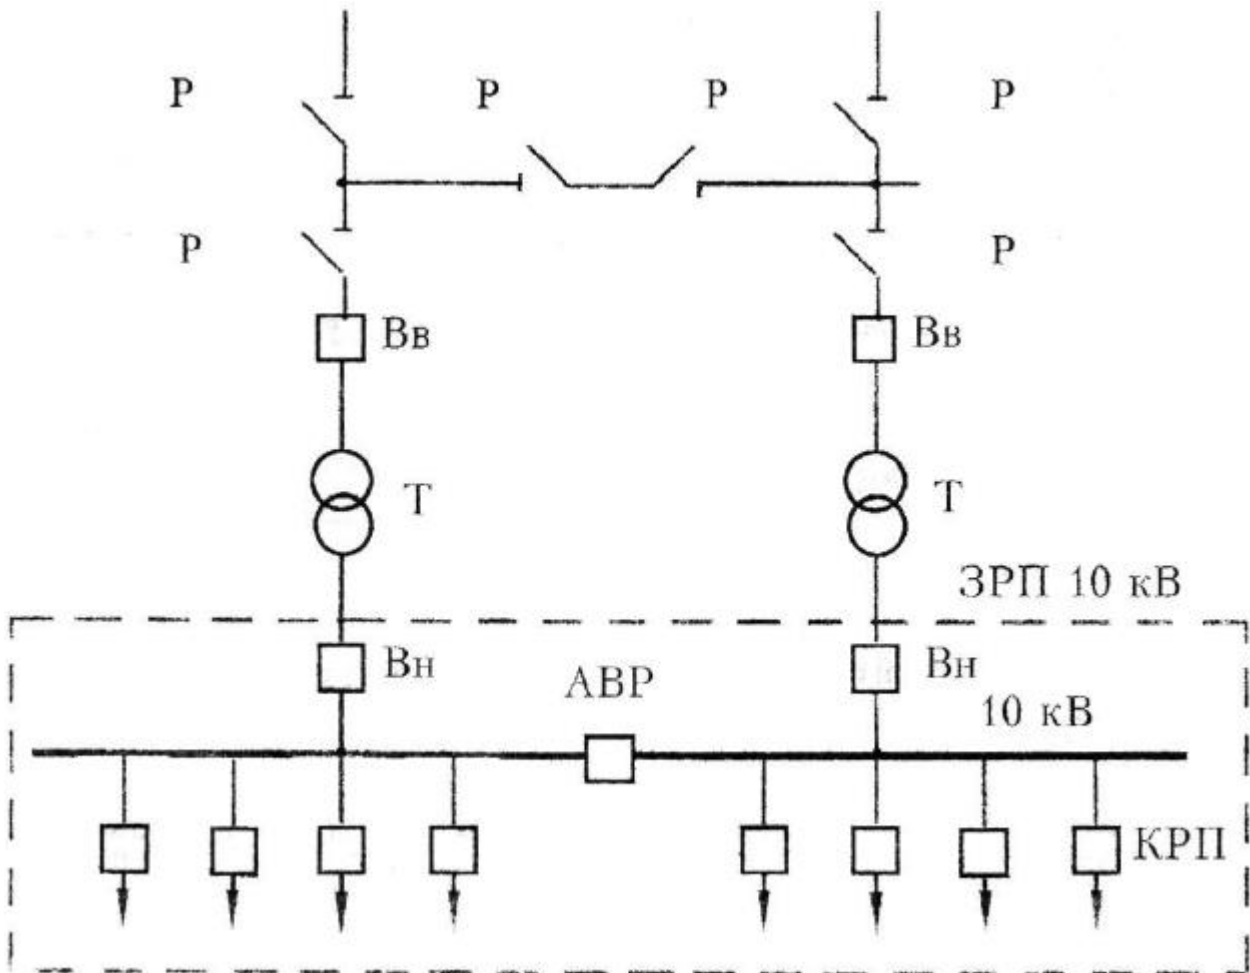 Р Р Р Р
Р Р
Вв Вв
Т Т
ЗРП 10 кВ
Вн АВР Вн
10 кВ
КРП